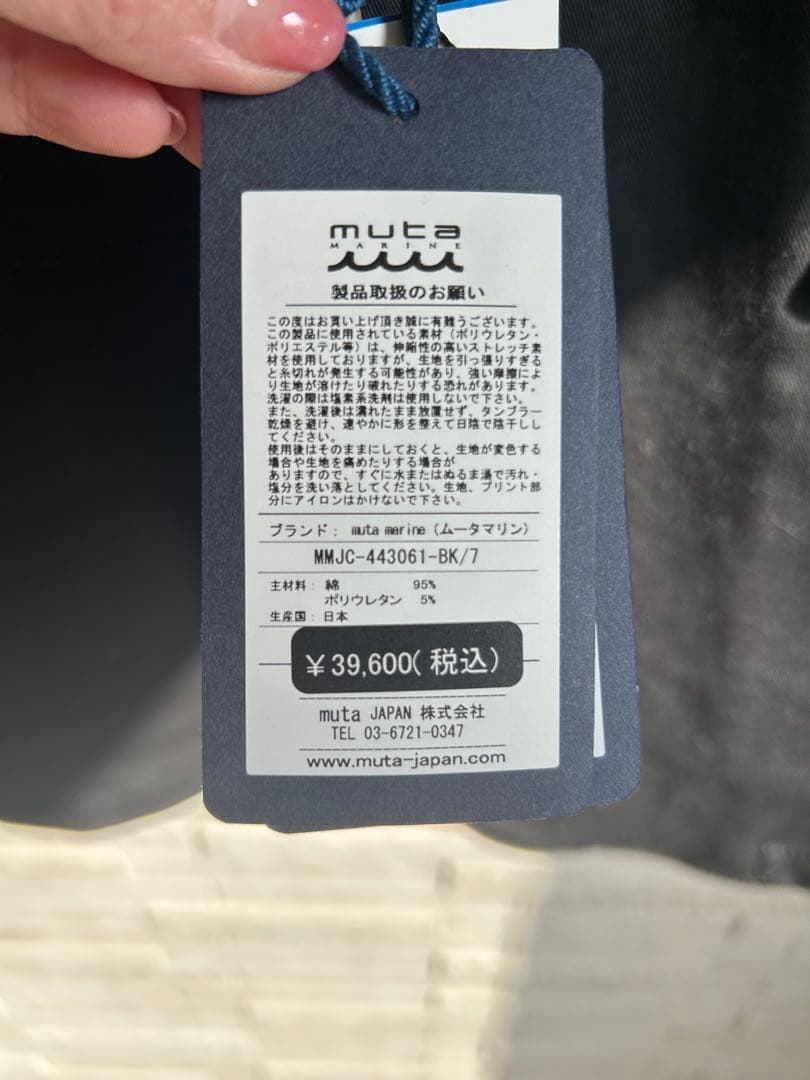 muta
MARINE
製品取扱のお願い
この度はお買い上げ頂き誠に有難うございます。
この製品に使用されている素材(ポリウレタン・
ポリエステル等)は、伸縮性の高いストレッチ素
材を使用しておりますが、生地を引っ張りすぎる
と糸切れが発生する可能性があり、強い摩擦によ
り生地が溶けたり破れたりする恐れがあります。
洗濯の際は塩素系洗剤は使用しないで下さい。
また、洗濯後は濡れたまま放置せず、タンブラー
乾燥を避け、速やかに形を整えて日陰で陰干しし
てください。
使用後はそのままにしておくと、生地が変色する
場合や生地を痛めたりする場合が
ありますので、すぐに水またはぬるま湯で汚れ・
塩分を洗い落としてください。生地、プリント部
分にアイロンはかけないで下さい。
ブランド: muta marine(ムータマリン)
MMJC-443061-BK/7
主材料: 綿 95%
ポリウレタン 5%
生産国: 日本
¥39,600(税込)
muta JAPAN 株式会社
TEL 03-6721-0347
www.muta-japan.com